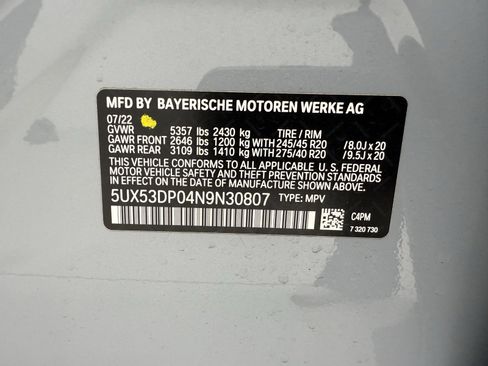 MFD BY BAYERISCHE MOTOREN WERKE AG
07/22
GVWR 5357 lbs 2430 kg TIRE / RIM
GAWR FRONT 2646 lbs 1200 kg WITH 245/45 R20 /8.0J x 20
GAWR REAR 3109 lbs 1410 kg WITH 275/40 R20 /9.5J x 20
THIS VEHICLE CONFORMS TO ALL APPLICABLE U. S. FEDERAL
MOTOR VEHICLE SAFETY STANDARDS IN EFFECT
ON THE DATE OF MANUFACTURE SHOWN ABOVE.
5UX53DP04N9N30807 TYPE: MPV
C4PM
7 320 730